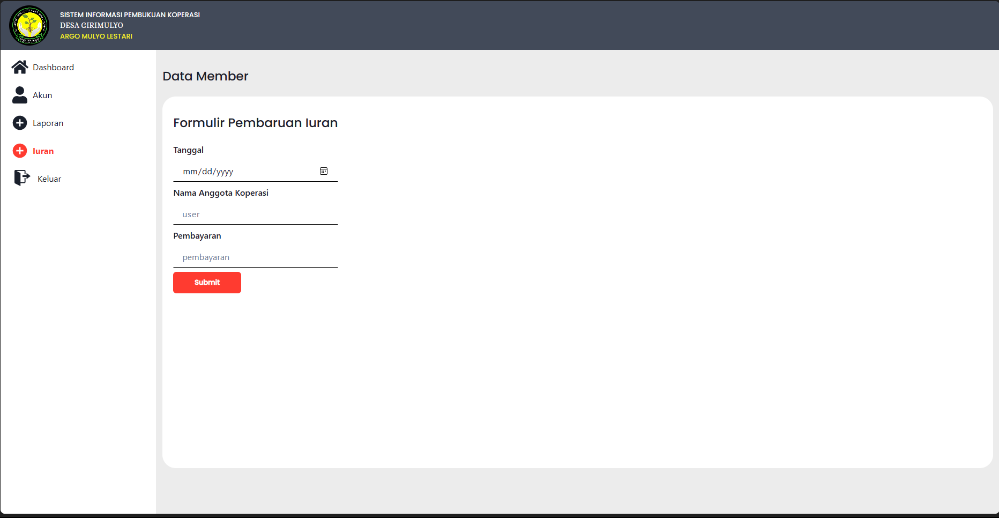 SISTEM INFORMASI PEMBUKUAN KOPERASI
DESA GIRIMULYO
ARGO MULYO LESTARI
Dashboard
Akun
Laporan
Iuran
Keluar
Data Member
Formulir Pembaruan Iuran
Tanggal
mm/dd/yyyy
Nama Anggota Koperasi
user
Pembayaran
pembayaran
Submit